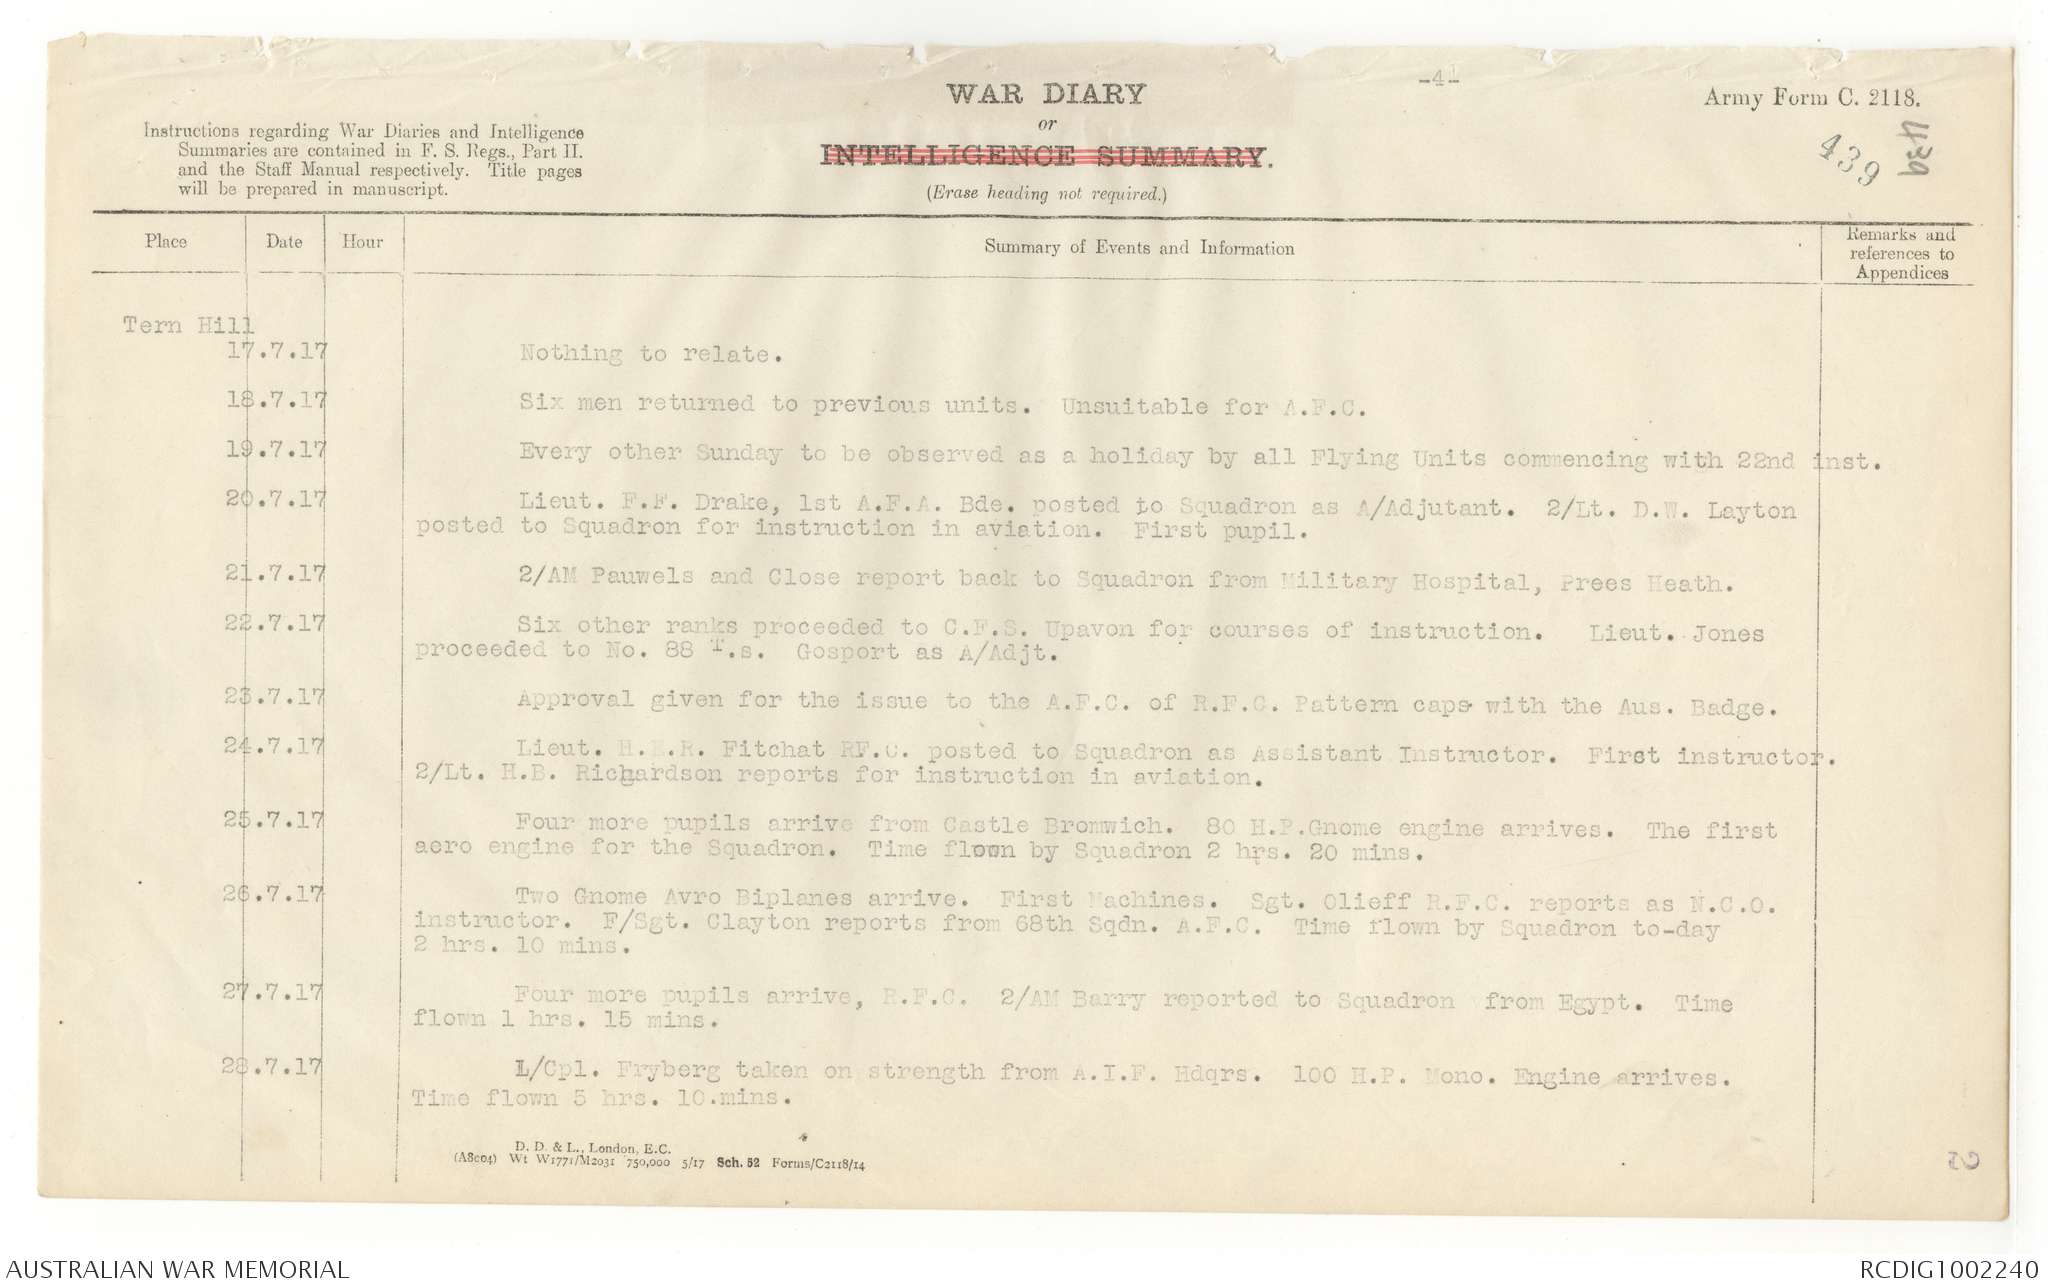 -4-
WAR DIARY
or
INTELLIGENCE SUMMARY.
(Erase heading not required.)
Army Form C. 2118.
439
439
Instructions regarding War Diaries and Intelligence
Summaries are contained in F. S. Regs., Part II.
and the Staff Manual respectively. Title pages
will be prepared in manuscript.
Place Date Hour Summary of Events and Information Remarks and
references to
Appendices
Tern Hill
17.7.17 Nothing to relate.
18.7.17 Six men returned to previous units. Unsuitable for A.F.C.
19.7.17 Every other Sunday to be observed as a holiday by all Flying Units commencing with 22nd inst.
20.7.17 Lieut. F.F. Drake, 1st A.F.A. Bde. posted to Squadron as A/Adjutant. 2/Lt. D.W. Layton
posted to Squadron for instruction in aviation. First pupil.
21.7.17 2/AM Pauwels and Close report back to Squadron from Military Hospital, Prees Heath.
22.7.17 Six other ranks proceeded to C.F.S. Upavon for courses of instruction. Lieut. Jones
proceeded to No. 88 T.s. Gosport as A/Adjt.
23.7.17 Approval given for the issue to the A.F.C. of R.F.C. Pattern caps with the Aus. Badge.
24.7.17 Lieut. H. .R. Fitchat RF.C. posted to Squadron as Assistant Instructor. First instructor.
2/Lt. H.B. Richardson reports for instruction in aviation.
25.7.17 Four more pupils arrive from Castle Bromwich. 80 H.P.Gnome engine arrives. The first
aero engine for the Squadron. Time flown by Squadron 2 hrs. 20 mins.
26.7.17 Two Gnome Avro Biplanes arrive. First Machines. Sgt. Olieff R.F.C. reports as N.C.O.
instructor. F/Sgt. Clayton reports from 68th Sqdn. A.F.C. Time flown by Squadron to-day
2 hrs. 10 mins.
27.7.17 Four more pupils arrive, R.F.C. 2/AM Barry reported to Squadron from Egypt. Time
flown 1 hrs. 15 mins.
28.7.17 L/Cpl. Fryberg taken on strength from A.I.F. Hdqrs. 100 H.P. Mono. Engine arrives.
Time flown 5 hrs. 10.mins.
D. D. & L., London, E.C.
(A8c04) Wt W1771/M2031 750,000 5/17 Sch. 52 Forms/C2118/14
AUSTRALIAN WAR MEMORIAL
RCDIG1002240